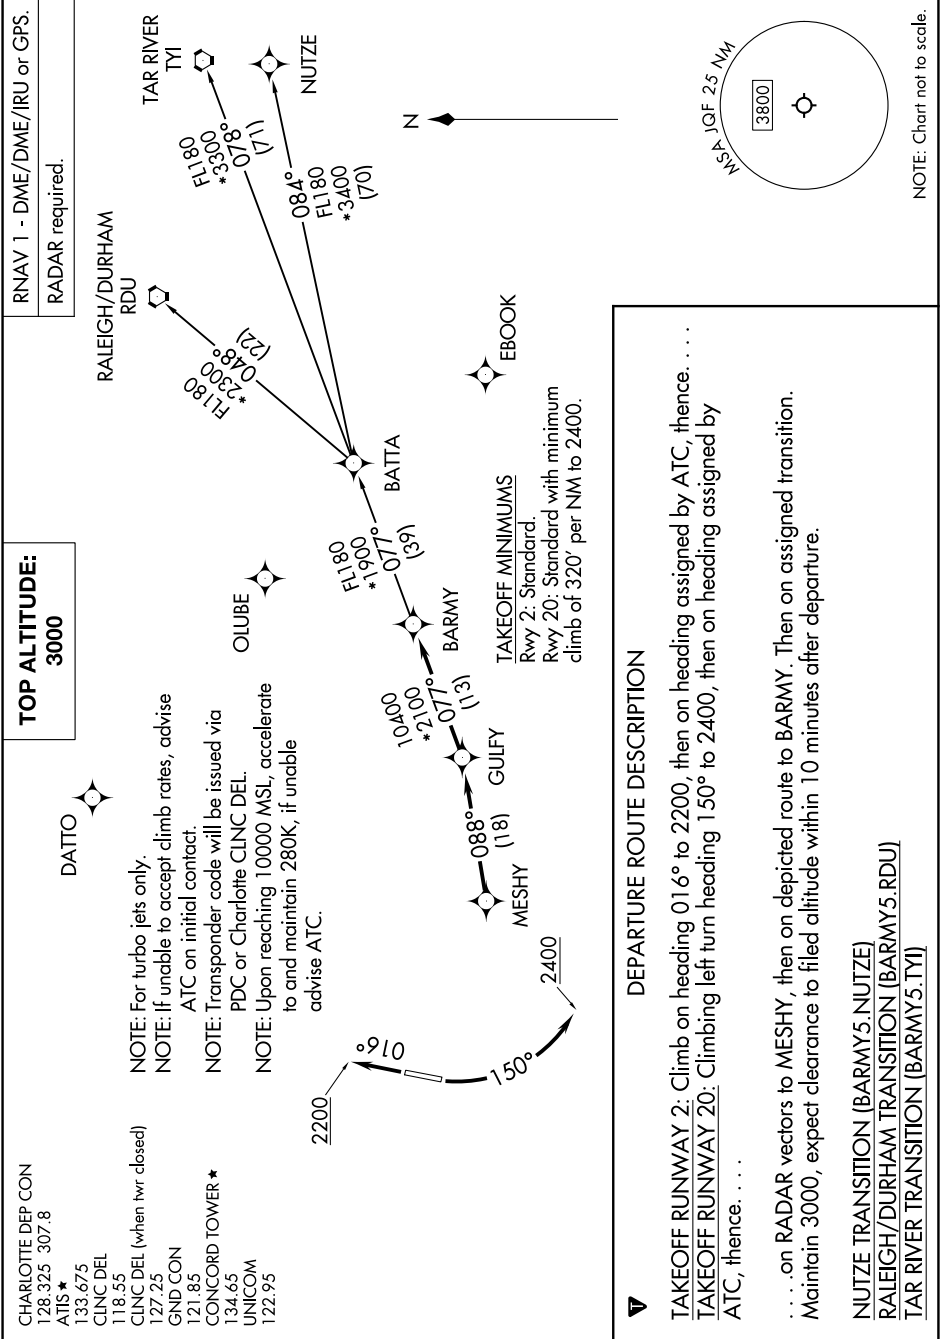 CHARLOTTE DEP CON
128.325 307.8
ATIS ★
133.675
CLNC DEL
118.55
CLNC DEL (when twr closed)
127.25
GND CON
121.85
CONCORD TOWER ★
134.65
UNICOM
122.95
TOP ALTITUDE:
3000
RNAV 1 - DME/DME/IRU or GPS.
RADAR required.
DATTO
NOTE: For turbo jets only.
NOTE: If unable to accept climb rates, advise
ATC on initial contact.
NOTE: Transponder code will be issued via
PDC or Charlotte CLNC DEL.
NOTE: Upon reaching 10000 MSL, accelerate
to and maintain 280K, if unable
advise ATC.
OLUBE
RALEIGH/DURHAM
RDU
TAR RIVER
TYI
NUTZE
FL180
*2300
048°
(22)
FL180
*3300
078°
(71)
084°
FL180
*3400
(70)
N
BATTA
FL180
*1900
077°
(39)
BARMY
10400
*2100
077°
(13)
GULFY
088°
(18)
MESHY
EBOOK
2200
016°
150°
2400
TAKEOFF MINIMUMS
Rwy 2: Standard.
Rwy 20: Standard with minimum
climb of 320' per NM to 2400.
MSA JQF 25 NM
3800
NOTE: Chart not to scale.
T
DEPARTURE ROUTE DESCRIPTION
TAKEOFF RUNWAY 2: Climb on heading 016° to 2200, then on heading assigned by ATC, thence. . . .
TAKEOFF RUNWAY 20: Climbing left turn heading 150° to 2400, then on heading assigned by
ATC, thence. . . .
. . . .on RADAR vectors to MESHY, then on depicted route to BARMY. Then on assigned transition.
Maintain 3000, expect clearance to filed altitude within 10 minutes after departure.
NUTZE TRANSITION (BARMY5.NUTZE)
RALEIGH/DURHAM TRANSITION (BARMY5.RDU)
TAR RIVER TRANSITION (BARMY5.TYI)